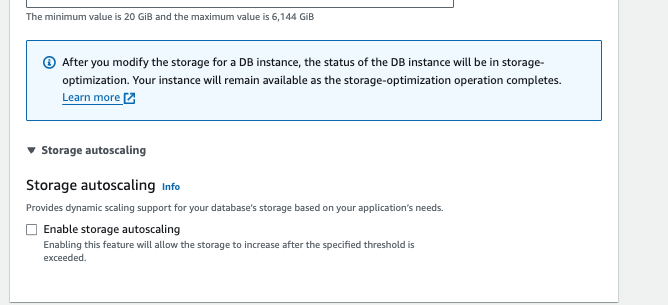 The minimum value is 20 GiB and the maximum value is 6,144 GiB
After you modify the storage for a DB instance, the status of the DB instance will be in storage-
optimization. Your instance will remain available as the storage-optimization operation completes.
Learn more
Storage autoscaling
Storage autoscaling Info
Provides dynamic scaling support for your database's storage based on your application's needs.
Enable storage autoscaling
Enabling this feature will allow the storage to increase after the specified threshold is
exceeded.